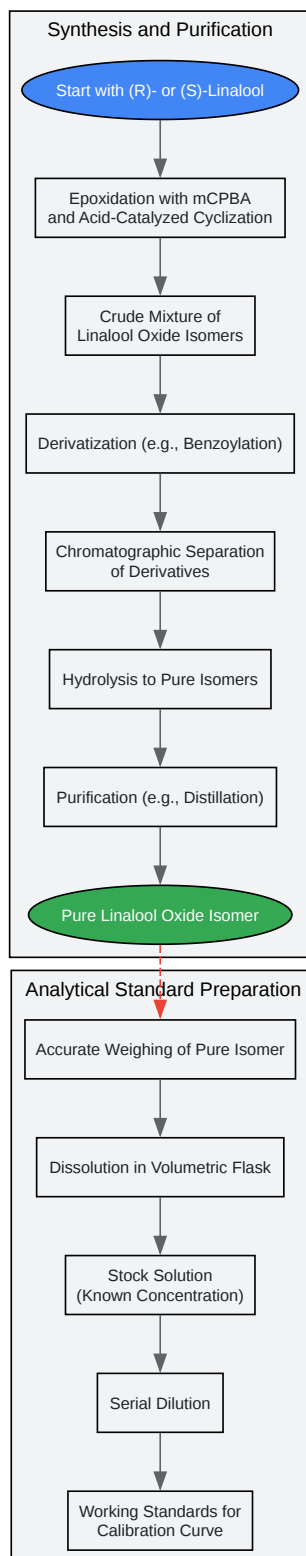 Synthesis and Purification
Start with (R)- or (S)-Linalool
Epoxidation with mCPBA
and Acid-Catalyzed Cyclization
Crude Mixture of
Linalool Oxide Isomers
Derivatization (e.g., Benzoylation)
Chromatographic Separation
of Derivatives
Hydrolysis to Pure Isomers
Purification (e.g., Distillation)
Pure Linalool Oxide Isomer
Analytical Standard Preparation
Accurate Weighing of Pure Isomer
Dissolution in Volumetric Flask
Stock Solution
(Known Concentration)
Serial Dilution
Working Standards for
Calibration Curve